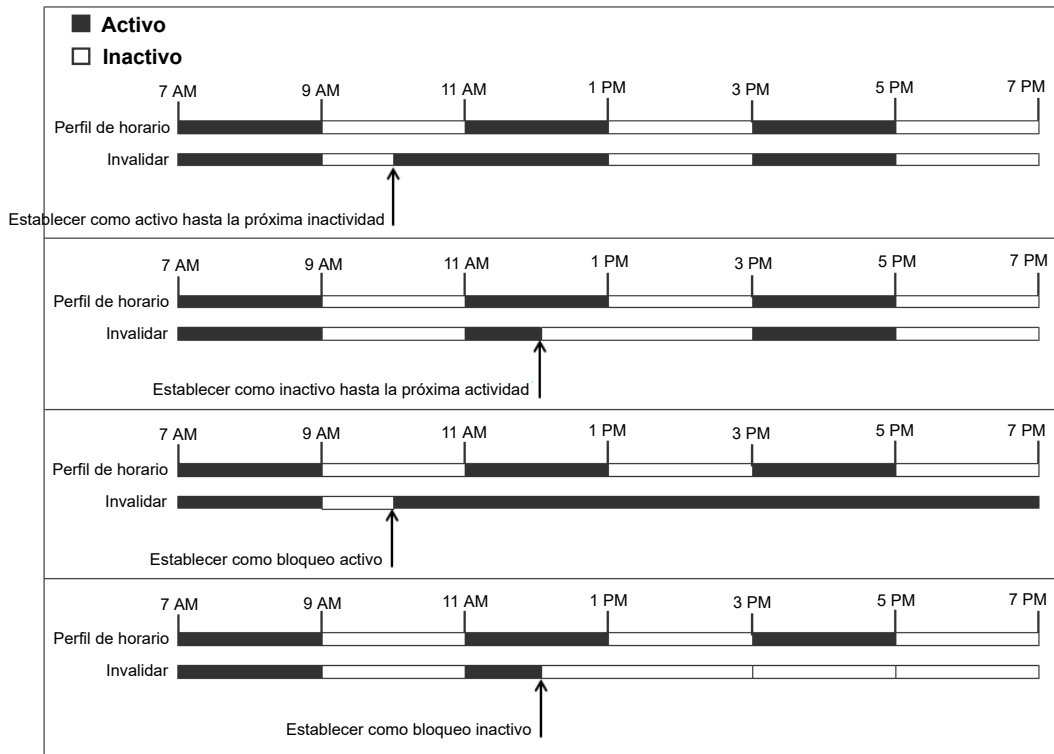 Activo
Inactivo
7 AM 9 AM 11 AM 1 PM 3 PM 5 PM 7 PM
Perfil de horario
Invalidar
Establecer como activo hasta la próxima inactividad
7 AM 9 AM 11 AM 1 PM 3 PM 5 PM 7 PM
Perfil de horario
Invalidar
Establecer como inactivo hasta la próxima actividad
7 AM 9 AM 11 AM 1 PM 3 PM 5 PM 7 PM
Perfil de horario
Invalidar
Establecer como bloqueo activo
7 AM 9 AM 11 AM 1 PM 3 PM 5 PM 7 PM
Perfil de horario
Invalidar
Establecer como bloqueo inactivo